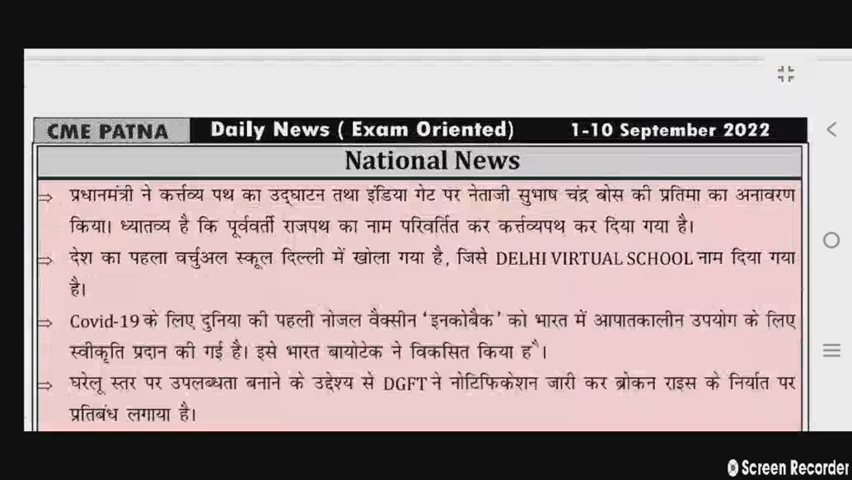 CME PATNA Daily News ( Exam Oriented) 1-10 September 2022
National News
⇒ प्रधानमंत्री ने कर्त्तव्य पथ का उद्घाटन तथा इंडिया गेट पर नेताजी सुभाष चंद्र बोस की प्रतिमा का अनावरण
किया। ध्यातव्य है कि पूर्ववर्ती राजपथ का नाम परिवर्तित कर कर्त्तव्यपथ कर दिया गया है।
⇒ देश का पहला वर्चुअल स्कूल दिल्ली में खोला गया है, जिसे DELHI VIRTUAL SCHOOL नाम दिया गया
है।
⇒ Covid-19 के लिए दुनिया की पहली नोजल वैक्सीन ‘इनकोबैक’ को भारत में आपातकालीन उपयोग के लिए
स्वीकृति प्रदान की गई है। इसे भारत बायोटेक ने विकसित किया है।
⇒ घरेलू स्तर पर उपलब्धता बनाने के उद्देश्य से DGFT ने नोटिफिकेशन जारी कर ब्रोकन राइस के निर्यात पर
प्रतिबंध लगाया है।
Screen Recorder